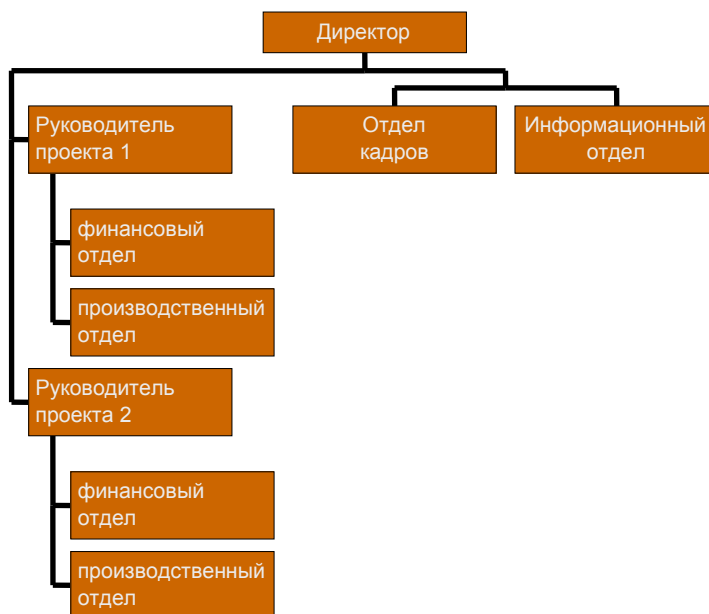 Директор
Руководитель
проекта 1
Отдел
кадров
Информационный
отдел
финансовый
отдел
производственный
отдел
Руководитель
проекта 2
финансовый
отдел
производственный
отдел